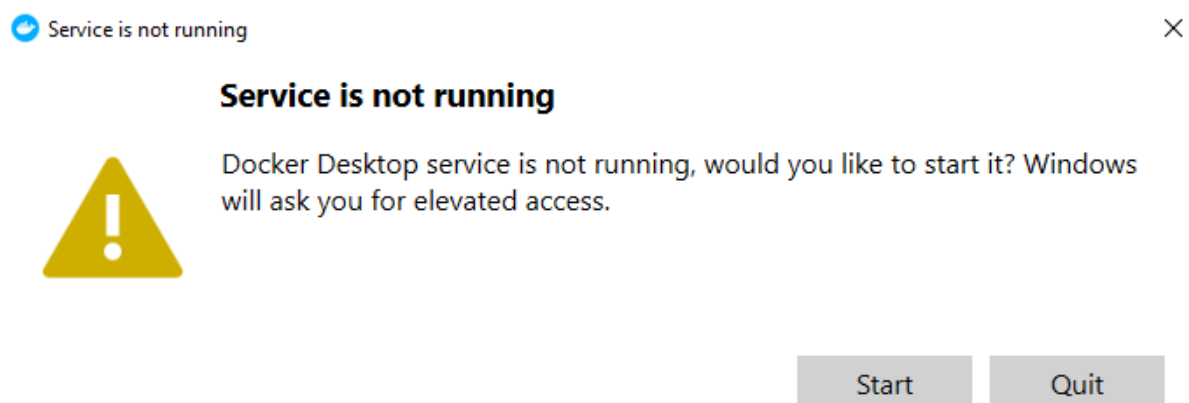 Service is not running
Service is not running
Docker Desktop service is not running, would you like to start it? Windows
will ask you for elevated access.
Start Quit